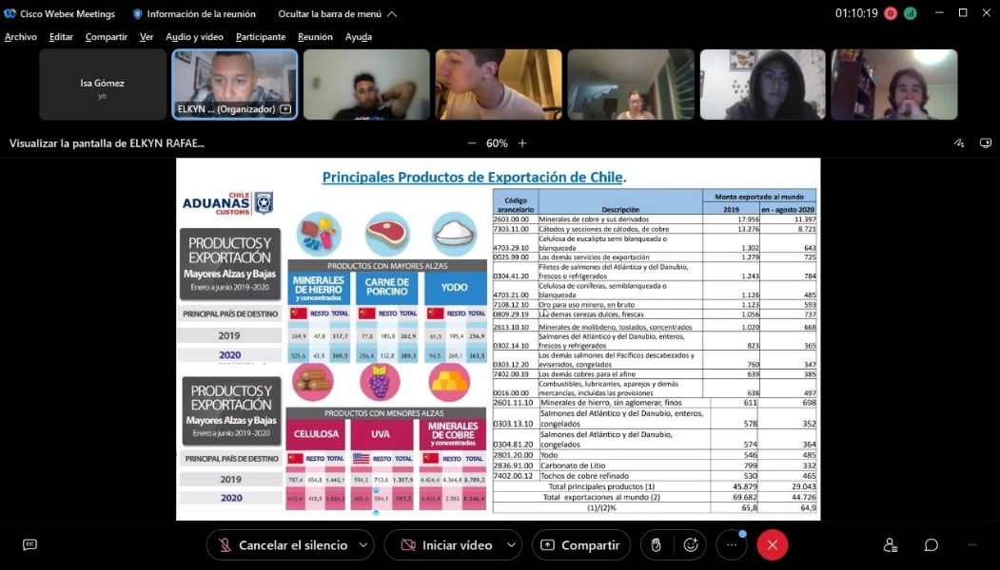 Cisco Webex Meetings
Información de la reunión
Ocultar la barra de menú
01:10:19
Archivo Editar Compartir Ver Audio y vídeo Participante Reunión Ayuda
Isa Gómez
yo
ELKYN ... (Organizador)
Visualizar la pantalla de ELKYN RAFAE...
60%
Principales Productos de Exportación de Chile.
CHILE
ADUANAS
CUSTOMS
PRODUCTOS Y
EXPORTACIÓN
Mayores Alzas y Bajas
Enero a junio 2019 -2020
PRODUCTOS CON MAYORES ALZAS
MINERALES
DE HIERRO
y concentrados
CARNE DE
PORCINO
YODO
PRINCIPAL PAÍS DE DESTINO
RESTO TOTAL RESTO TOTAL RESTO TOTAL
2019 269,9 47,8 317,7 77,8 185,0 262,9 61,5 195,4 256,9
2020 525,6 43,9 569,5 256,4 132,8 389,3 94,5 269,1 363,5
PRODUCTOS Y
EXPORTACIÓN
Mayores Alzas y Bajas
Enero a junio 2019 -2020
PRODUCTOS CON MENORES ALZAS
CELULOSA
UVA
MINERALES
DE COBRE
y concentrados
PRINCIPAL PAÍS DE DESTINO
RESTO TOTAL RESTO TOTAL RESTO TOTAL
2019 787,4 654,8 1.442,1 594,3 713,6 1.307,9 4.424,4 4.364,8 8.789,2
2020 410,9 594,1 997,5 3.593
Código
arancelario
Descripción
Monto exportado al mundo
2019 en - agosto 2020
2603.00.00 Minerales de cobre y sus derivados 17.956 11.397
7303.11.00 Cátodos y secciones de cátodos, de cobre 13.276 8.721
Celulosa de eucaliptu semi blanqueada o
4703.29.10 blanqueada 1.302 643
0025.99.00 Los demás servicios de exportación 1.279 725
Filetes de salmones del Atlántico y del Danubio,
0304.41.20 frescos o refrigerados 1.243 784
Celulosa de coníferas, semiblanqueada o
4703.21.00 blanqueada 1.126 485
7108.12.10 Oro para uso minero, en bruto 1.123 593
0809.29.19 Las demas cerezas dulces, frescas 1.056 737
2613.10.10 Minerales de molibdeno, tostados, concentrados 1.020 668
Salmones del Atlántico y del Danubio, enteros,
0302.14.10 frescos y refrigerados 823 365
Los demás salmones del Pacíficos descabezados y
0303.12.20 eviserados, congelados 760 347
7402.00.19 Los demás cobres para el afino 639 385
Combustibles, lubricantes, aparejos y demás
0016.00.00 mercancías, incluídas las provisiones 638 497
2601.11.10 Minerales de hierro, sin aglomerar, finos 611 698
Salmones del Atlántico y del Danubio, enteros,
0303.13.10 congelados 578 352
Salmones del Atlántico y del Danubio,
0304.81.20 congelados 574 364
2801.20.00 Yodo 546 485
2836.91.00 Carbonato de Litio 799 332
7402.00.12 Tochos de cobre refinado 530 465
Total principales productos (1) 45.879 29.043
Total exportaciones al mundo (2) 69.682 44.726
(1)/(2)% 65,8 64,9
Cancelar el silencio
Iniciar vídeo
Compartir